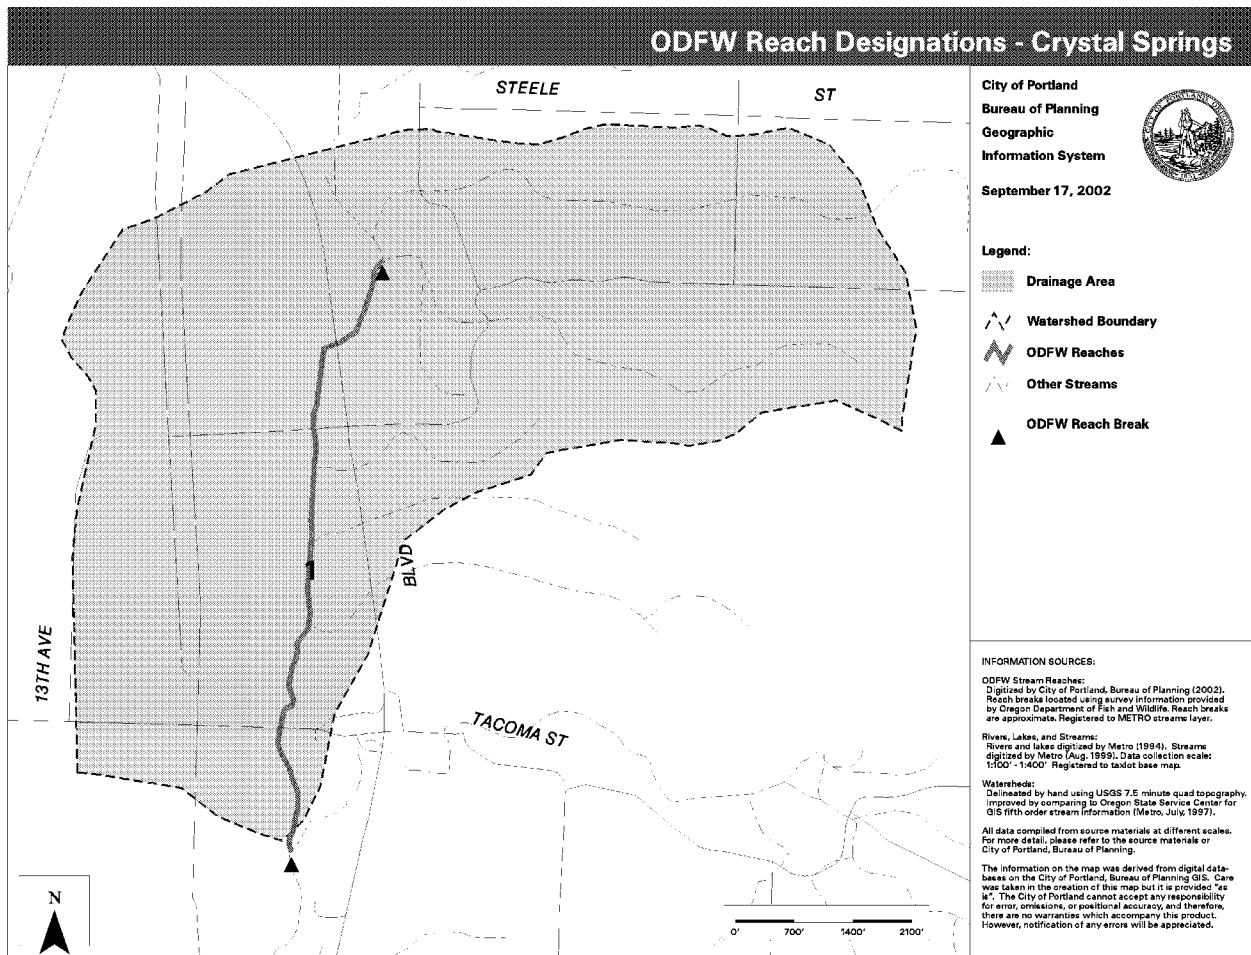 ODFW Reach Designations - Crystal Springs
STEELE
ST
BLVD
13TH AVE
TACOMA ST
1
N
0'
700'
1400'
2100'
City of Portland
Bureau of Planning
Geographic
Information System
September 17, 2002
Legend:
Drainage Area
Watershed Boundary
ODFW Reaches
Other Streams
ODFW Reach Break
INFORMATION SOURCES:
ODFW Stream Reaches:
Digitized by City of Portland, Bureau of Planning (2002).
Reach breaks located using survey information provided
by Oregon Department of Fish and Wildlife. Reach breaks
are approximate. Registered to METRO streams layer.
Rivers, Lakes, and Streams:
Rivers and lakes digitized by Metro (1994). Streams
digitized by Metro (Aug. 1999). Data collection scale:
1:100' - 1:400' Registered to taxlot base map.
Watersheds:
Delineated by hand using USGS 7.5 minute quad topography.
Improved by comparing to Oregon State Service Center for
GIS fifth order stream information (Metro, July, 1997).
All data compiled from source materials at different scales.
For more detail, please refer to the source materials or
City of Portland, Bureau of Planning.
The information on the map was derived from digital data-
bases on the City of Portland, Bureau of Planning GIS. Care
was taken in the creation of this map but it is provided "as
is". The City of Portland cannot accept any responsibility
for error, omissions, or positional accuracy, and therefore,
there are no warranties which accompany this product.
However, notification of any errors will be appreciated.